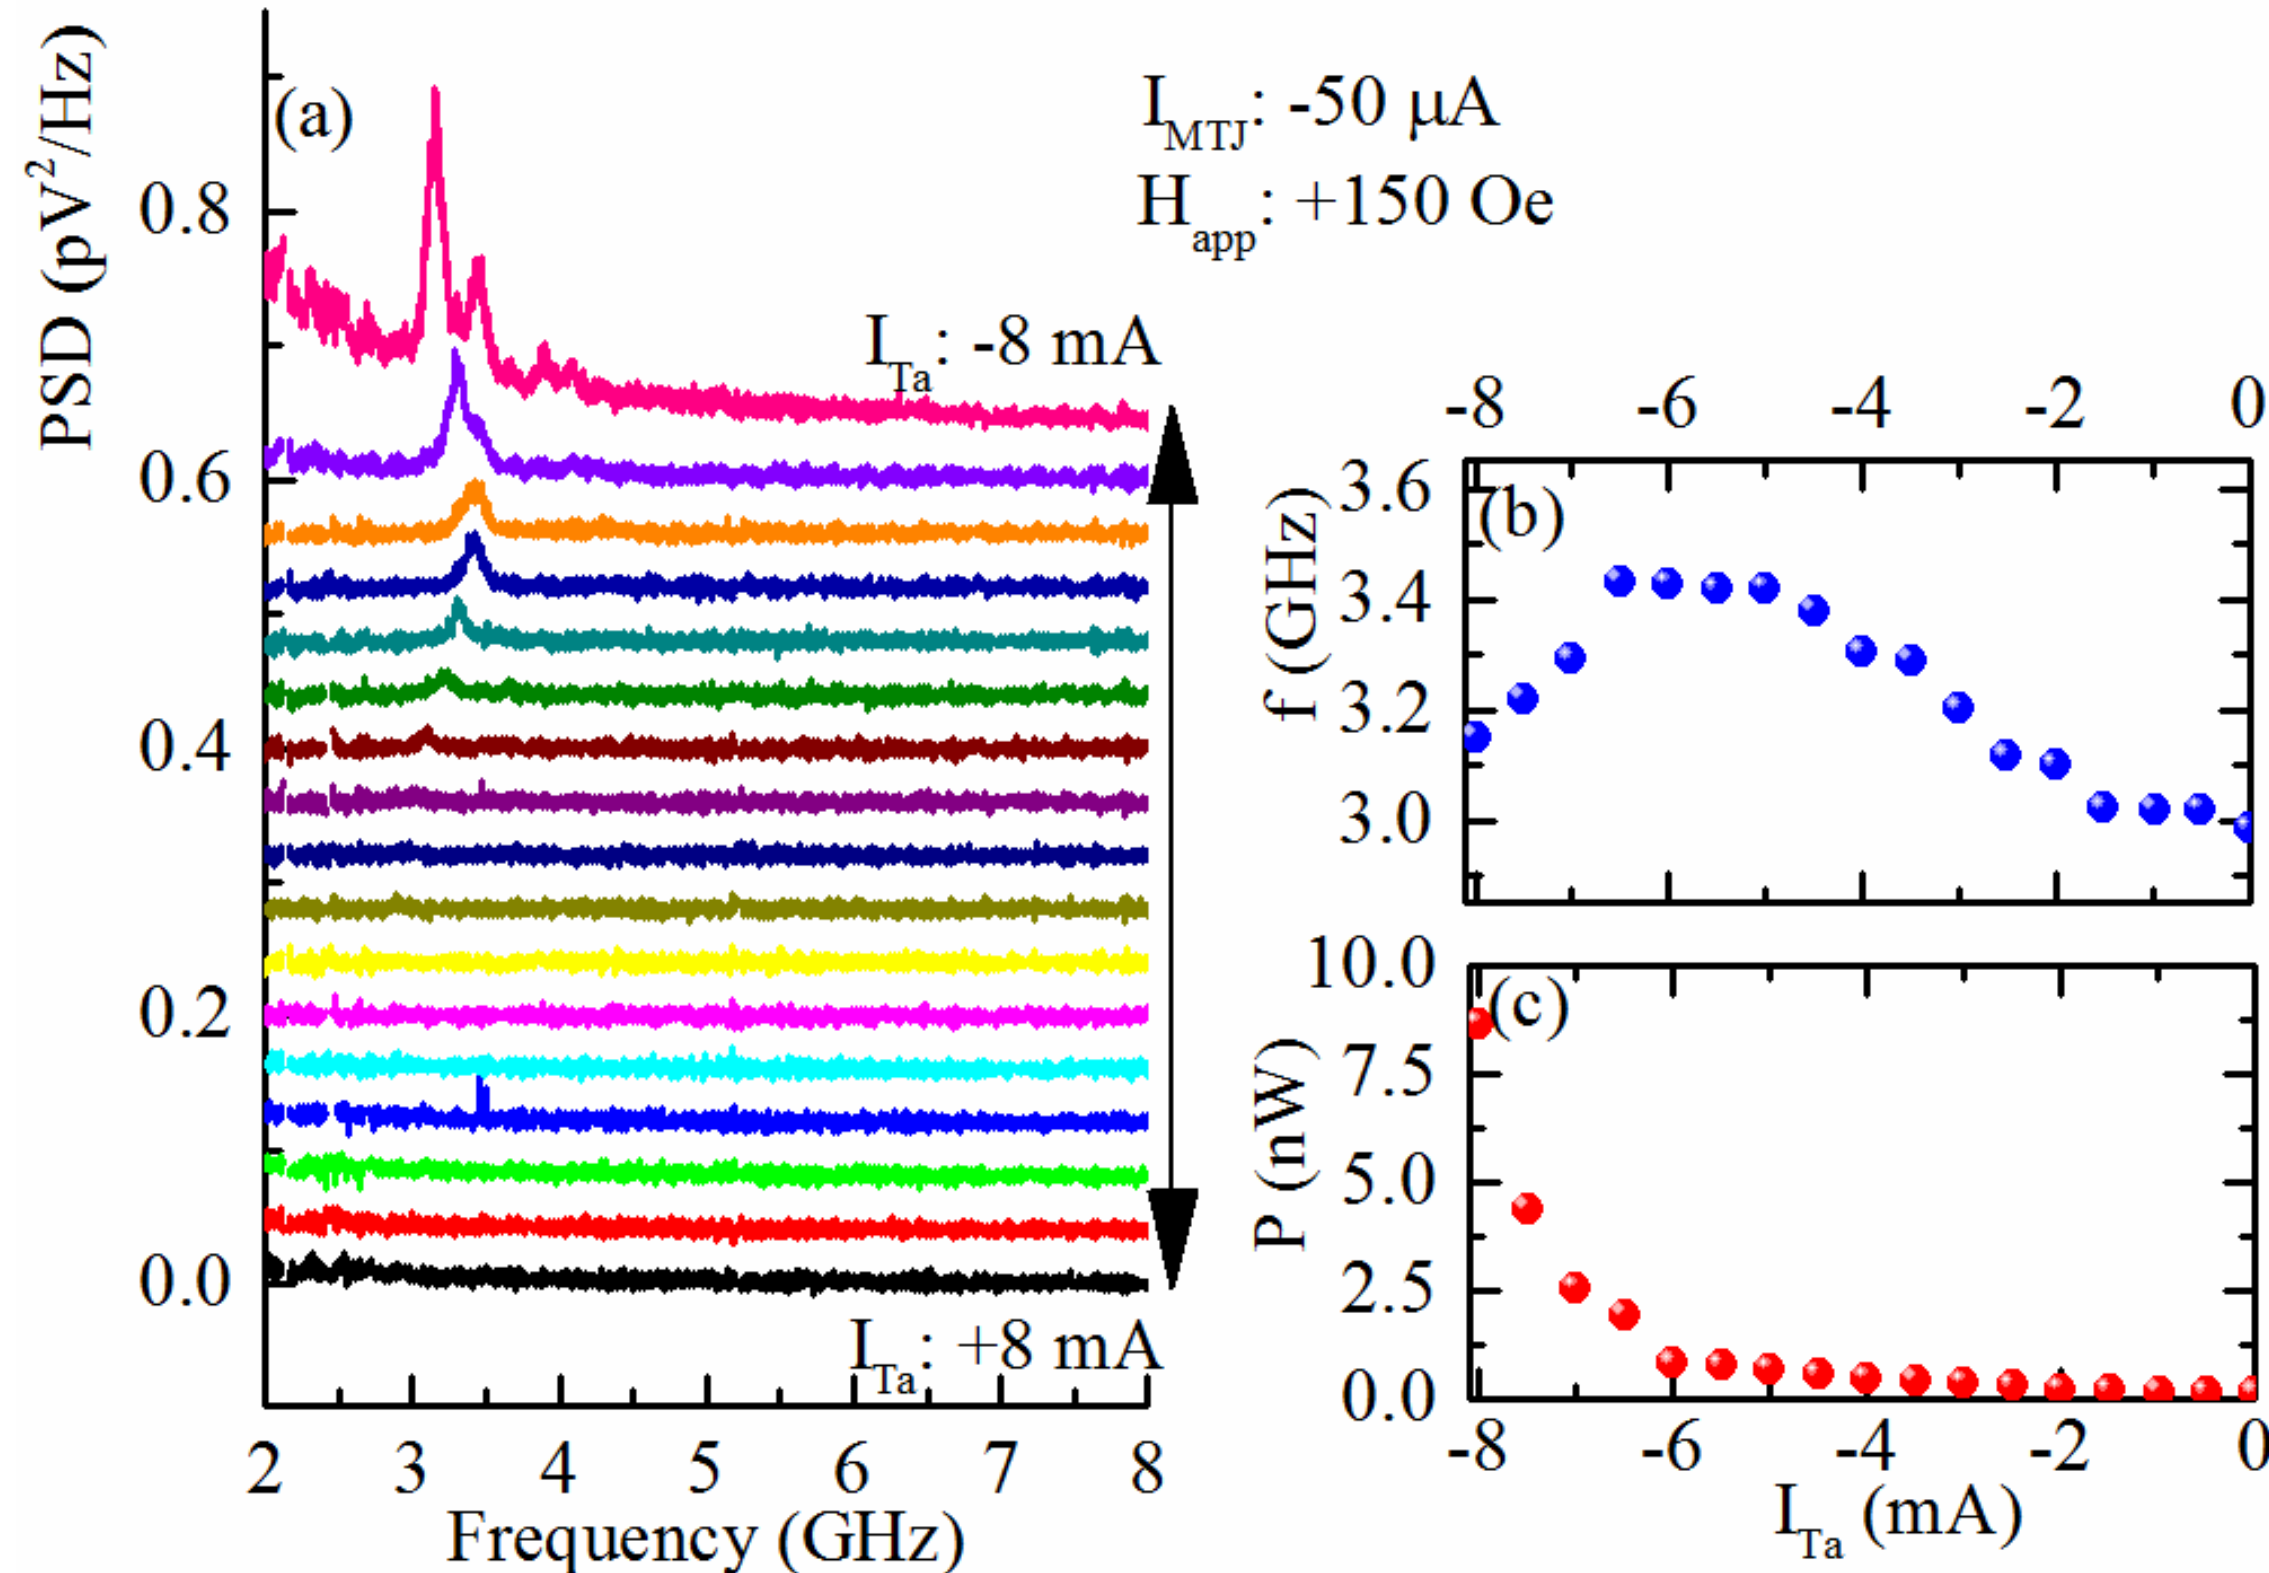 PSD (pV²/Hz)
(a)
0.8
0.6
0.4
0.2
0.0
2 3 4 5 6 7 8
Frequency (GHz)
I_MTJ: -50 μA
H_app: +150 Oe
I_Ta: -8 mA
I_Ta: +8 mA
-8 -6 -4 -2 0
(b)
f (GHz)
3.6
3.4
3.2
3.0
(c)
P (nW)
10.0
7.5
5.0
2.5
0.0
-8 -6 -4 -2 0
I_Ta (mA)